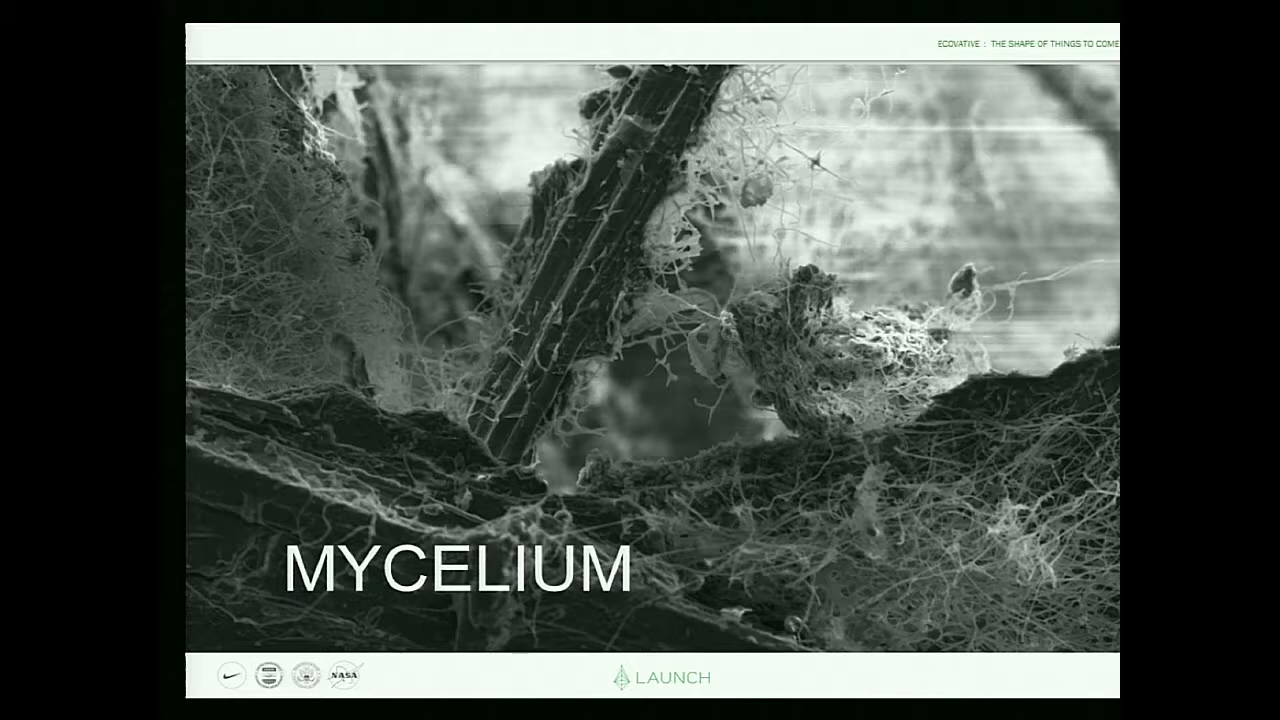 ECOVATIVE : THE SHAPE OF THINGS TO COME
MYCELIUM
NASA
LAUNCH